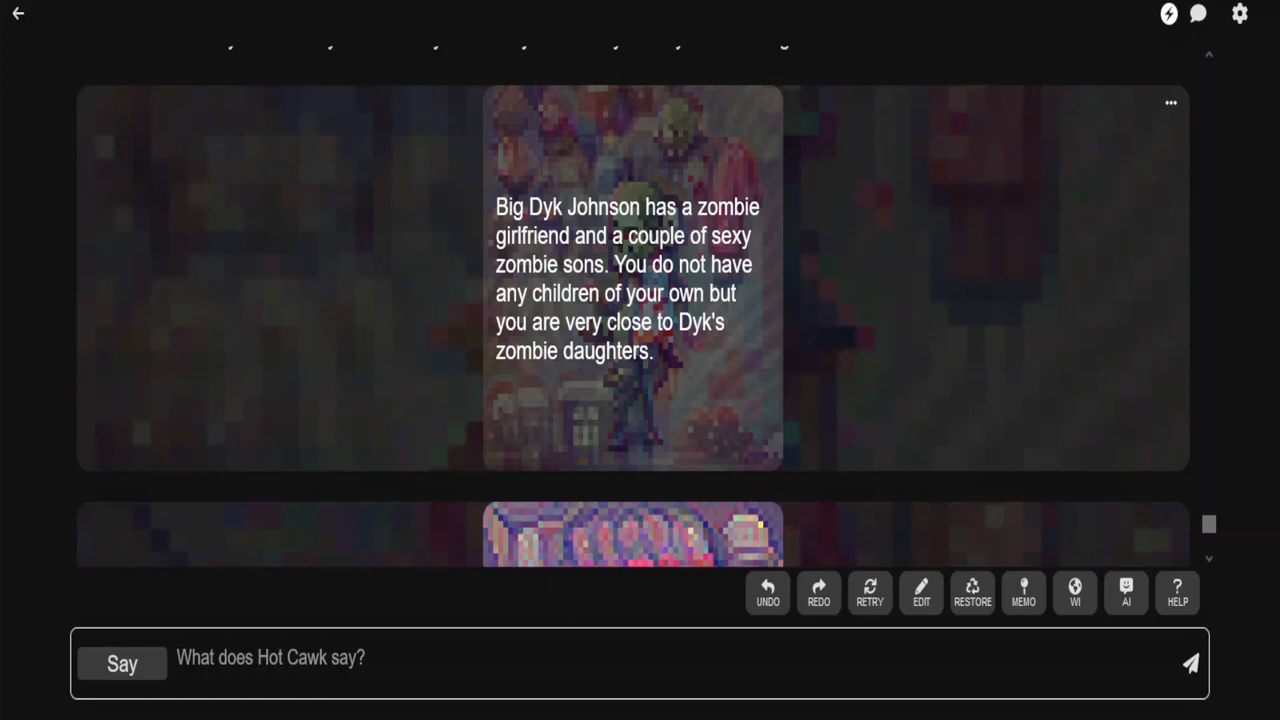 Big Dyk Johnson has a zombie
girlfriend and a couple of sexy
zombie sons. You do not have
any children of your own but
you are very close to Dyk's
zombie daughters.
UNDO REDO RETRY EDIT RESTORE MEMO WI AI HELP
Say What does Hot Cawk say?